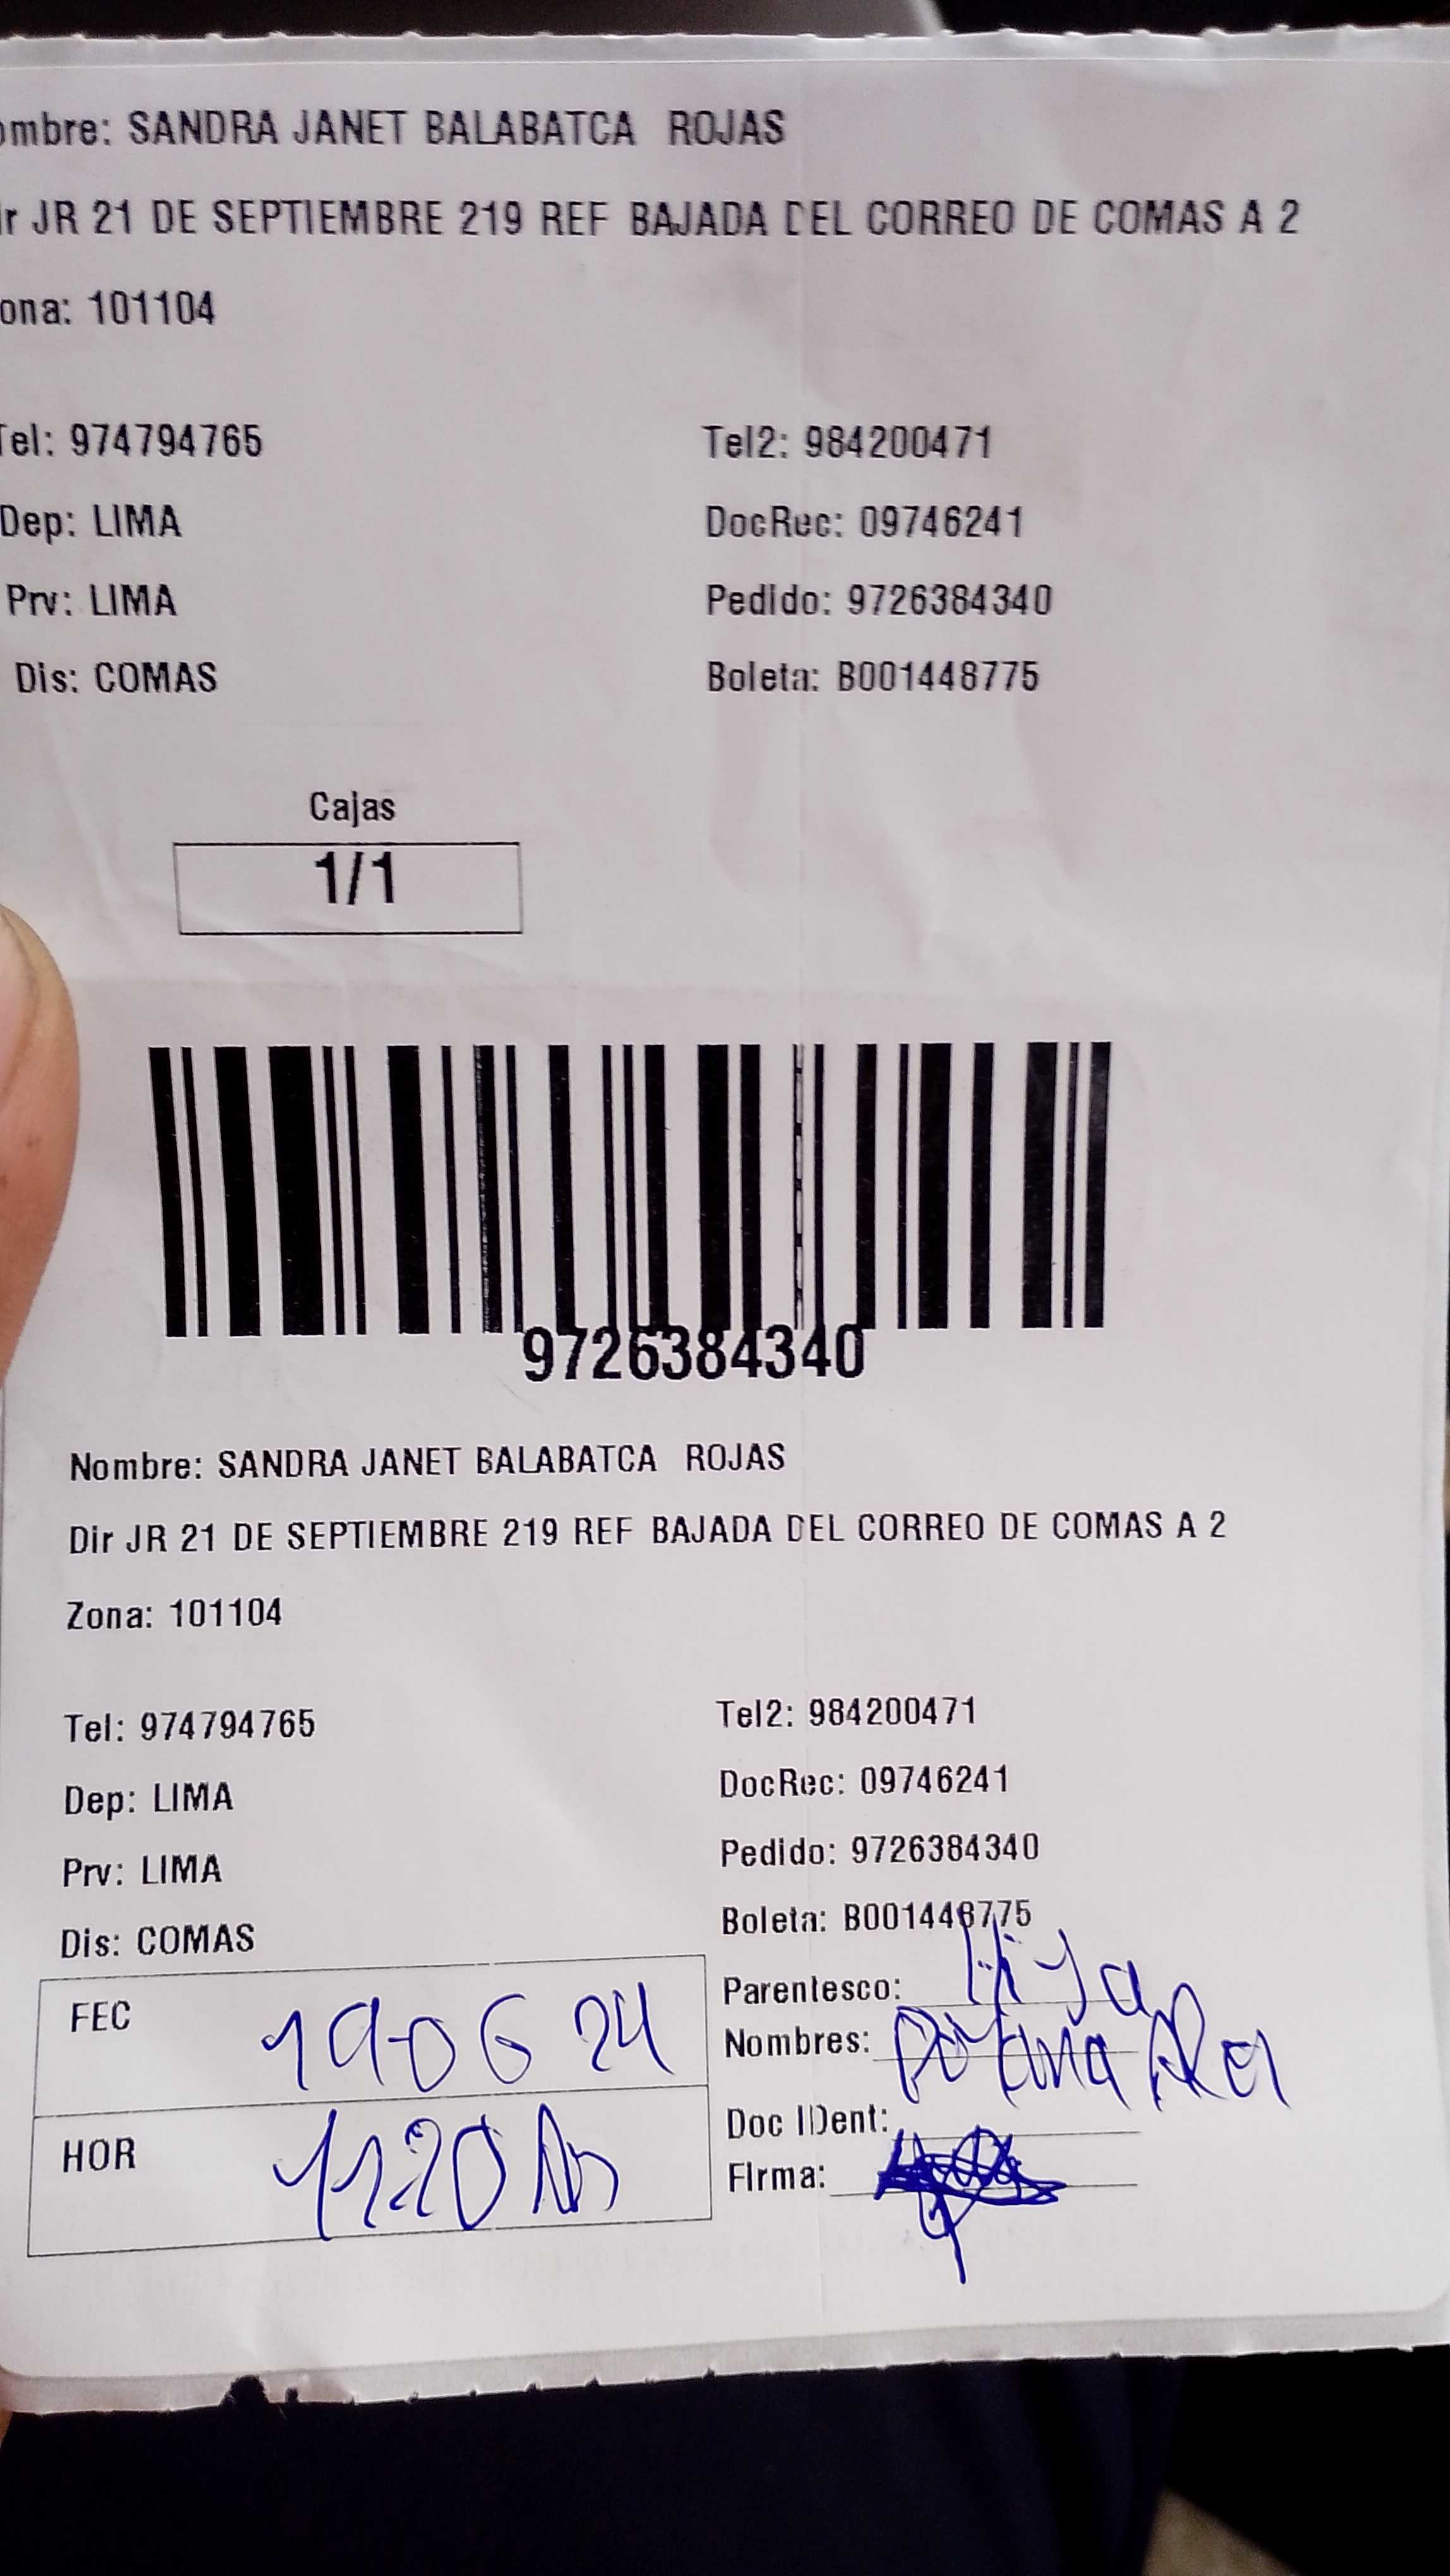 ombre: SANDRA JANET BALABATCA ROJAS
ir JR 21 DE SEPTIEMBRE 219 REF BAJADA DEL CORREO DE COMAS A 2
ona: 101104
Tel: 974794765 Tel2: 984200471
Dep: LIMA DocRec: 09746241
Prv: LIMA Pedido: 9726384340
Dis: COMAS Boleta: B001448775
Cajas
1/1
9726384340
Nombre: SANDRA JANET BALABATCA ROJAS
Dir JR 21 DE SEPTIEMBRE 219 REF BAJADA DEL CORREO DE COMAS A 2
Zona: 101104
Tel: 974794765 Tel2: 984200471
Dep: LIMA DocRec: 09746241
Prv: LIMA Pedido: 9726384340
Dis: COMAS Boleta: B001448775
FEC 19 06 24 Parentesco: Hija
Nombres:
HOR 1120 Am Doc IDent:
Firma: